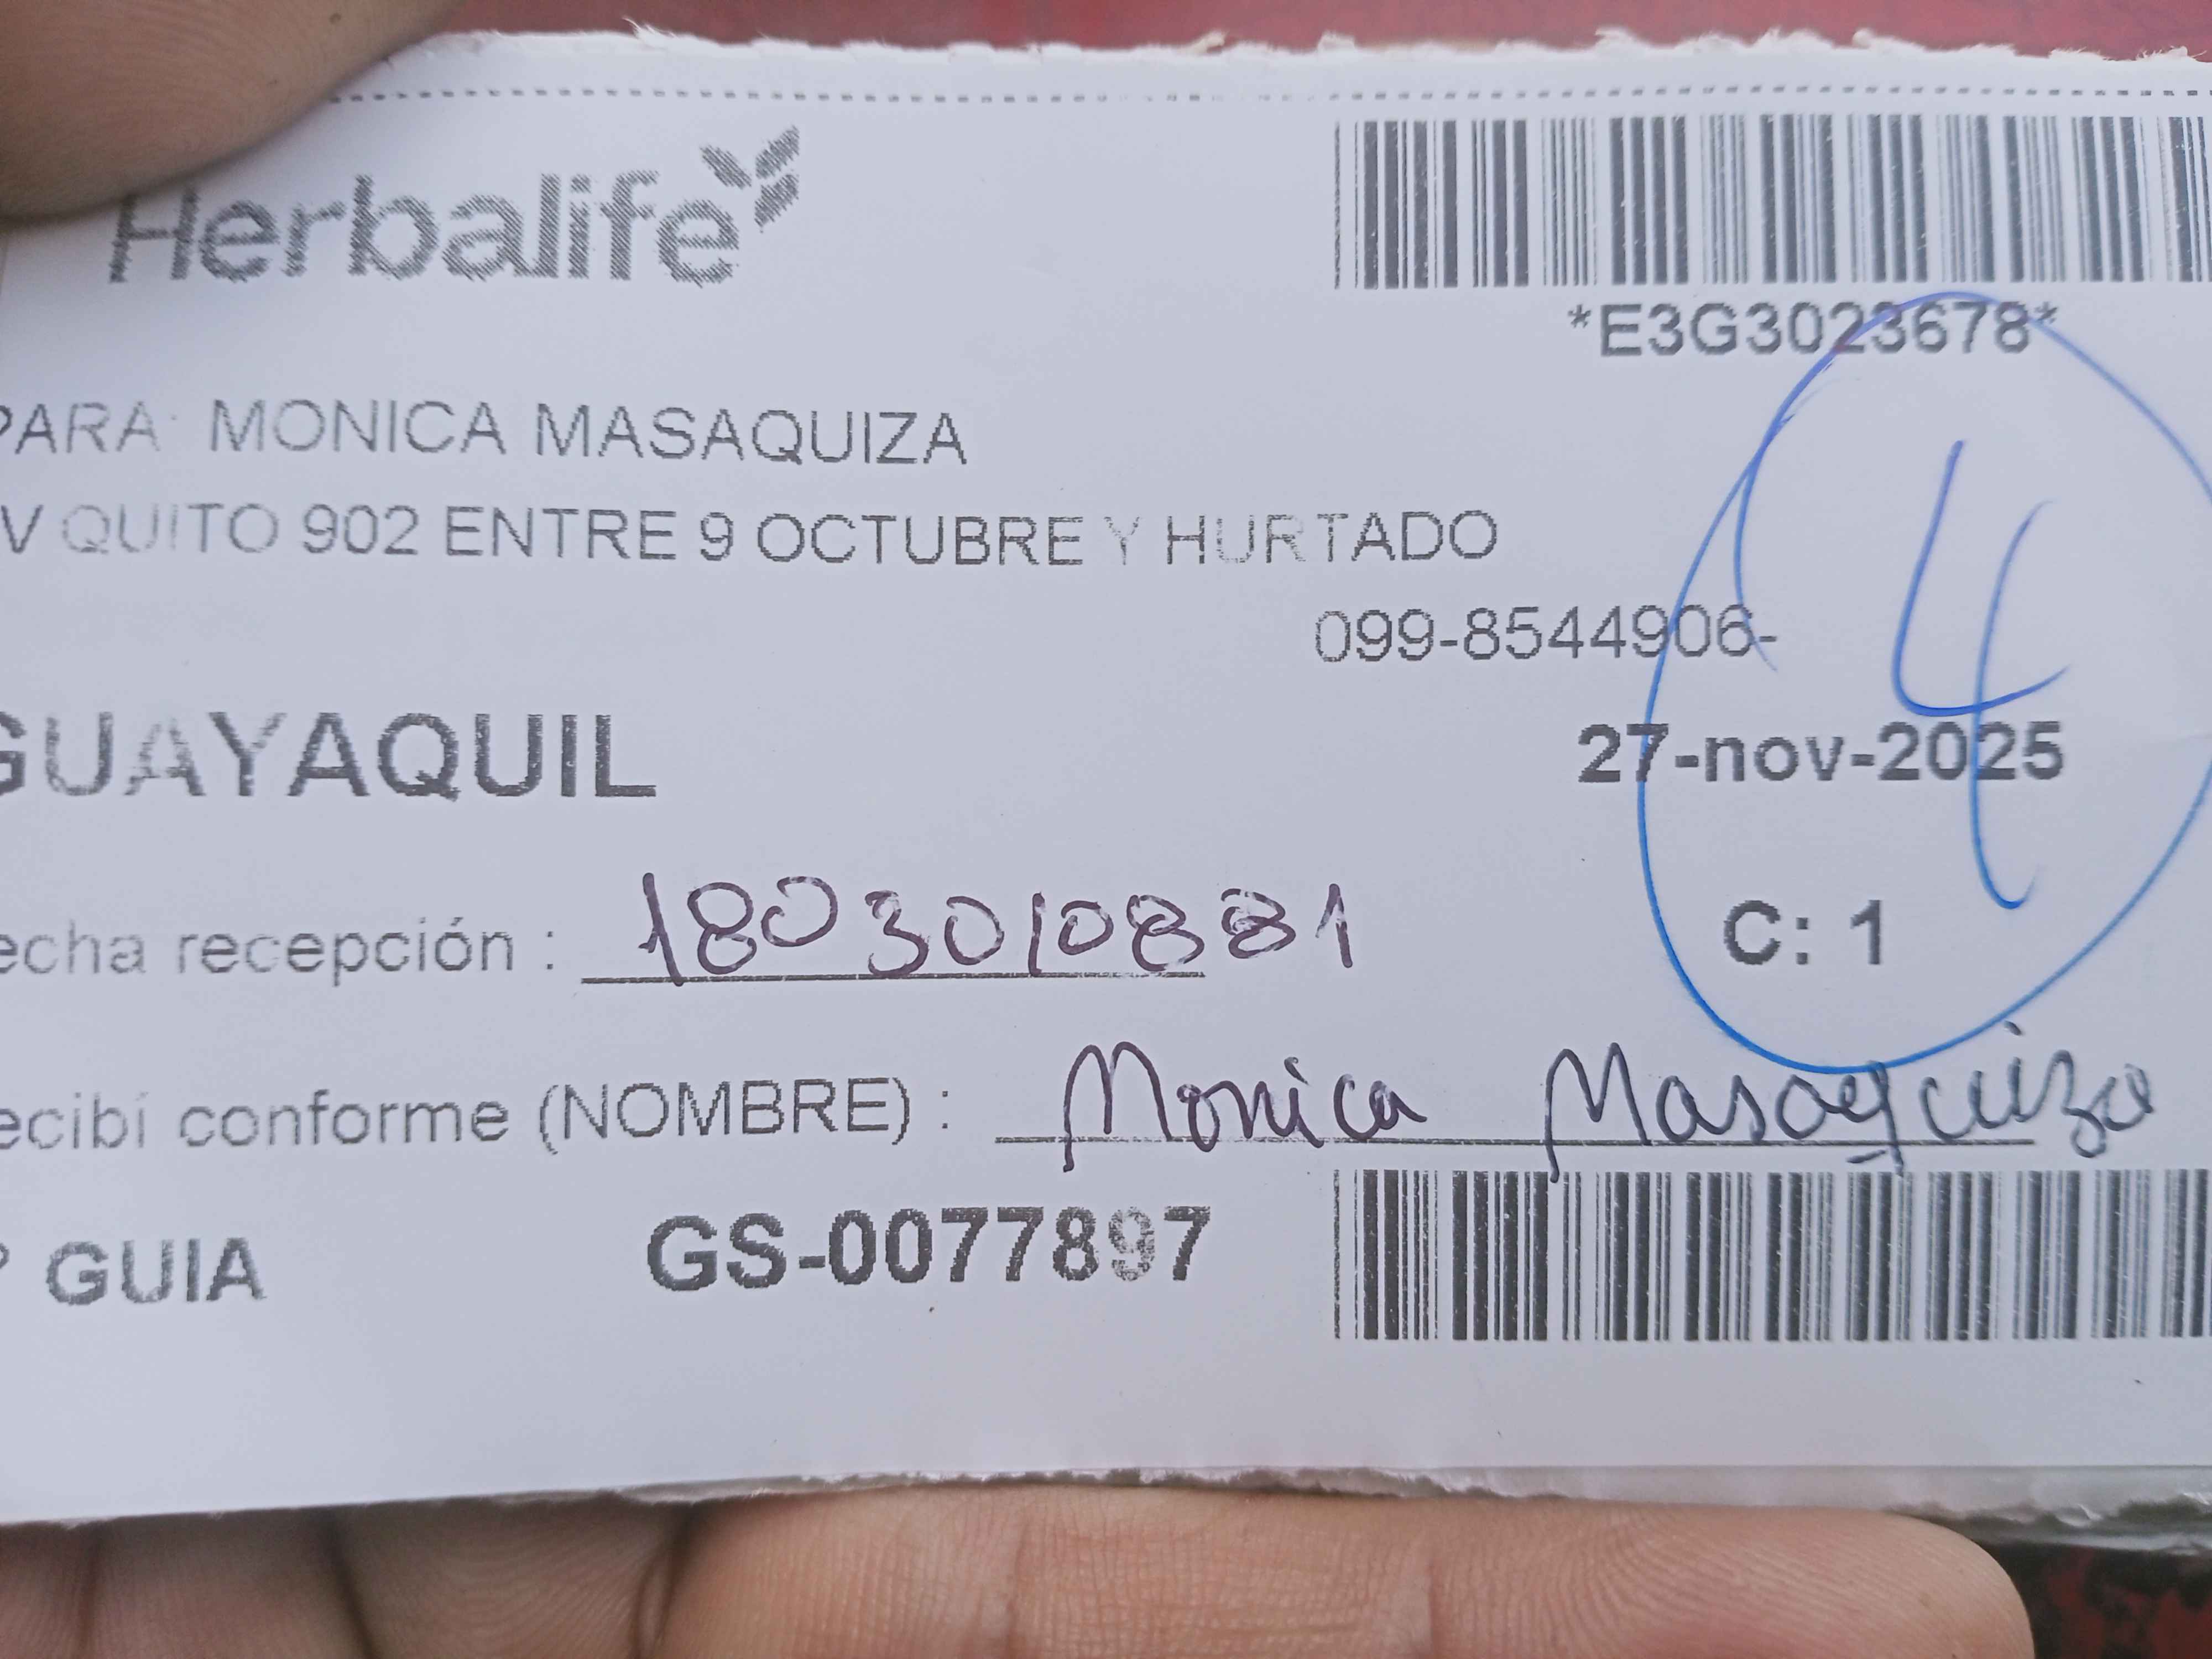 Herbalife
*E3G3023678*
PARA: MONICA MASAQUIZA
V QUITO 902 ENTRE 9 OCTUBRE Y HURTADO
099-8544906-
4
GUAYAQUIL
27-nov-2025
echa recepción : 1803010881
C: 1
ecibí conforme (NOMBRE) : Monica Masaquiza
° GUIA GS-0077897